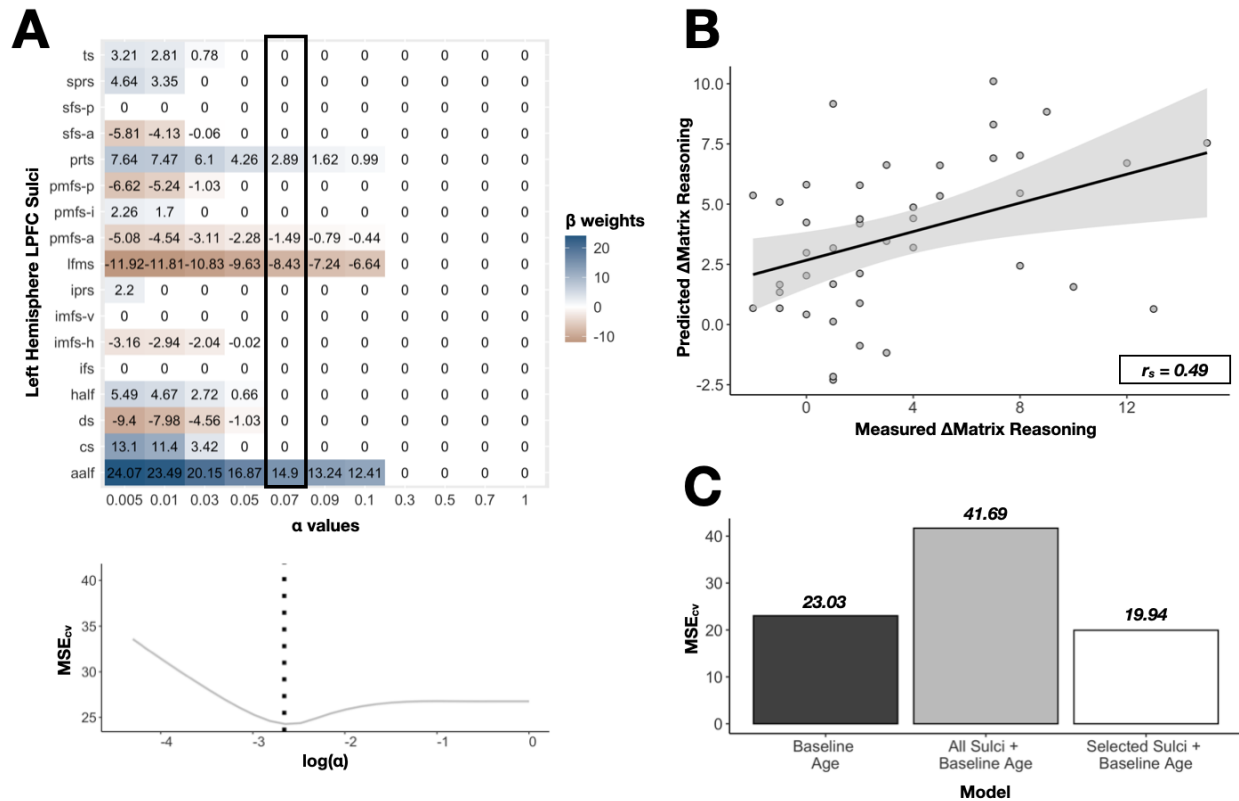 A
ts 3.21 2.81 0.78 0 0 0 0 0 0 0 0
sprs 4.64 3.35 0 0 0 0 0 0 0 0 0
sfs-p 0 0 0 0 0 0 0 0 0 0 0
sfs-a -5.81 -4.13 -0.06 0 0 0 0 0 0 0 0
prts 7.64 7.47 6.1 4.26 2.89 1.62 0.99 0 0 0 0
pmfs-p -6.62 -5.24 -1.03 0 0 0 0 0 0 0 0
pmfs-i 2.26 1.7 0 0 0 0 0 0 0 0 0
pmfs-a -5.08 -4.54 -3.11 -2.28 -1.49 -0.79 -0.44 0 0 0 0
lfms -11.92 -11.81 -10.83 -9.63 -8.43 -7.24 -6.64 0 0 0 0
iprs 2.2 0 0 0 0 0 0 0 0 0 0
imfs-v 0 0 0 0 0 0 0 0 0 0 0
imfs-h -3.16 -2.94 -2.04 -0.02 0 0 0 0 0 0 0
ifs 0 0 0 0 0 0 0 0 0 0 0
half 5.49 4.67 2.72 0.66 0 0 0 0 0 0 0
ds -9.4 -7.98 -4.56 -1.03 0 0 0 0 0 0 0
cs 13.1 11.4 3.42 0 0 0 0 0 0 0 0
aalf 24.07 23.49 20.15 16.87 14.9 13.24 12.41 0 0 0 0
0.005 0.01 0.03 0.05 0.07 0.09 0.1 0.3 0.5 0.7 1
α values
Left Hemisphere LPFC Sulci
β weights
20
10
0
-10
40
35
30
25
MSEcv
-4 -3 -2 -1 0
log(α)
B
10.0
7.5
5.0
2.5
0.0
-2.5
Predicted ΔMatrix Reasoning
rs = 0.49
0 4 8 12
Measured ΔMatrix Reasoning
C
41.69
23.03
19.94
40
30
20
10
0
MSEcv
Baseline All Sulci + Selected Sulci +
Age Baseline Age Baseline Age
Model